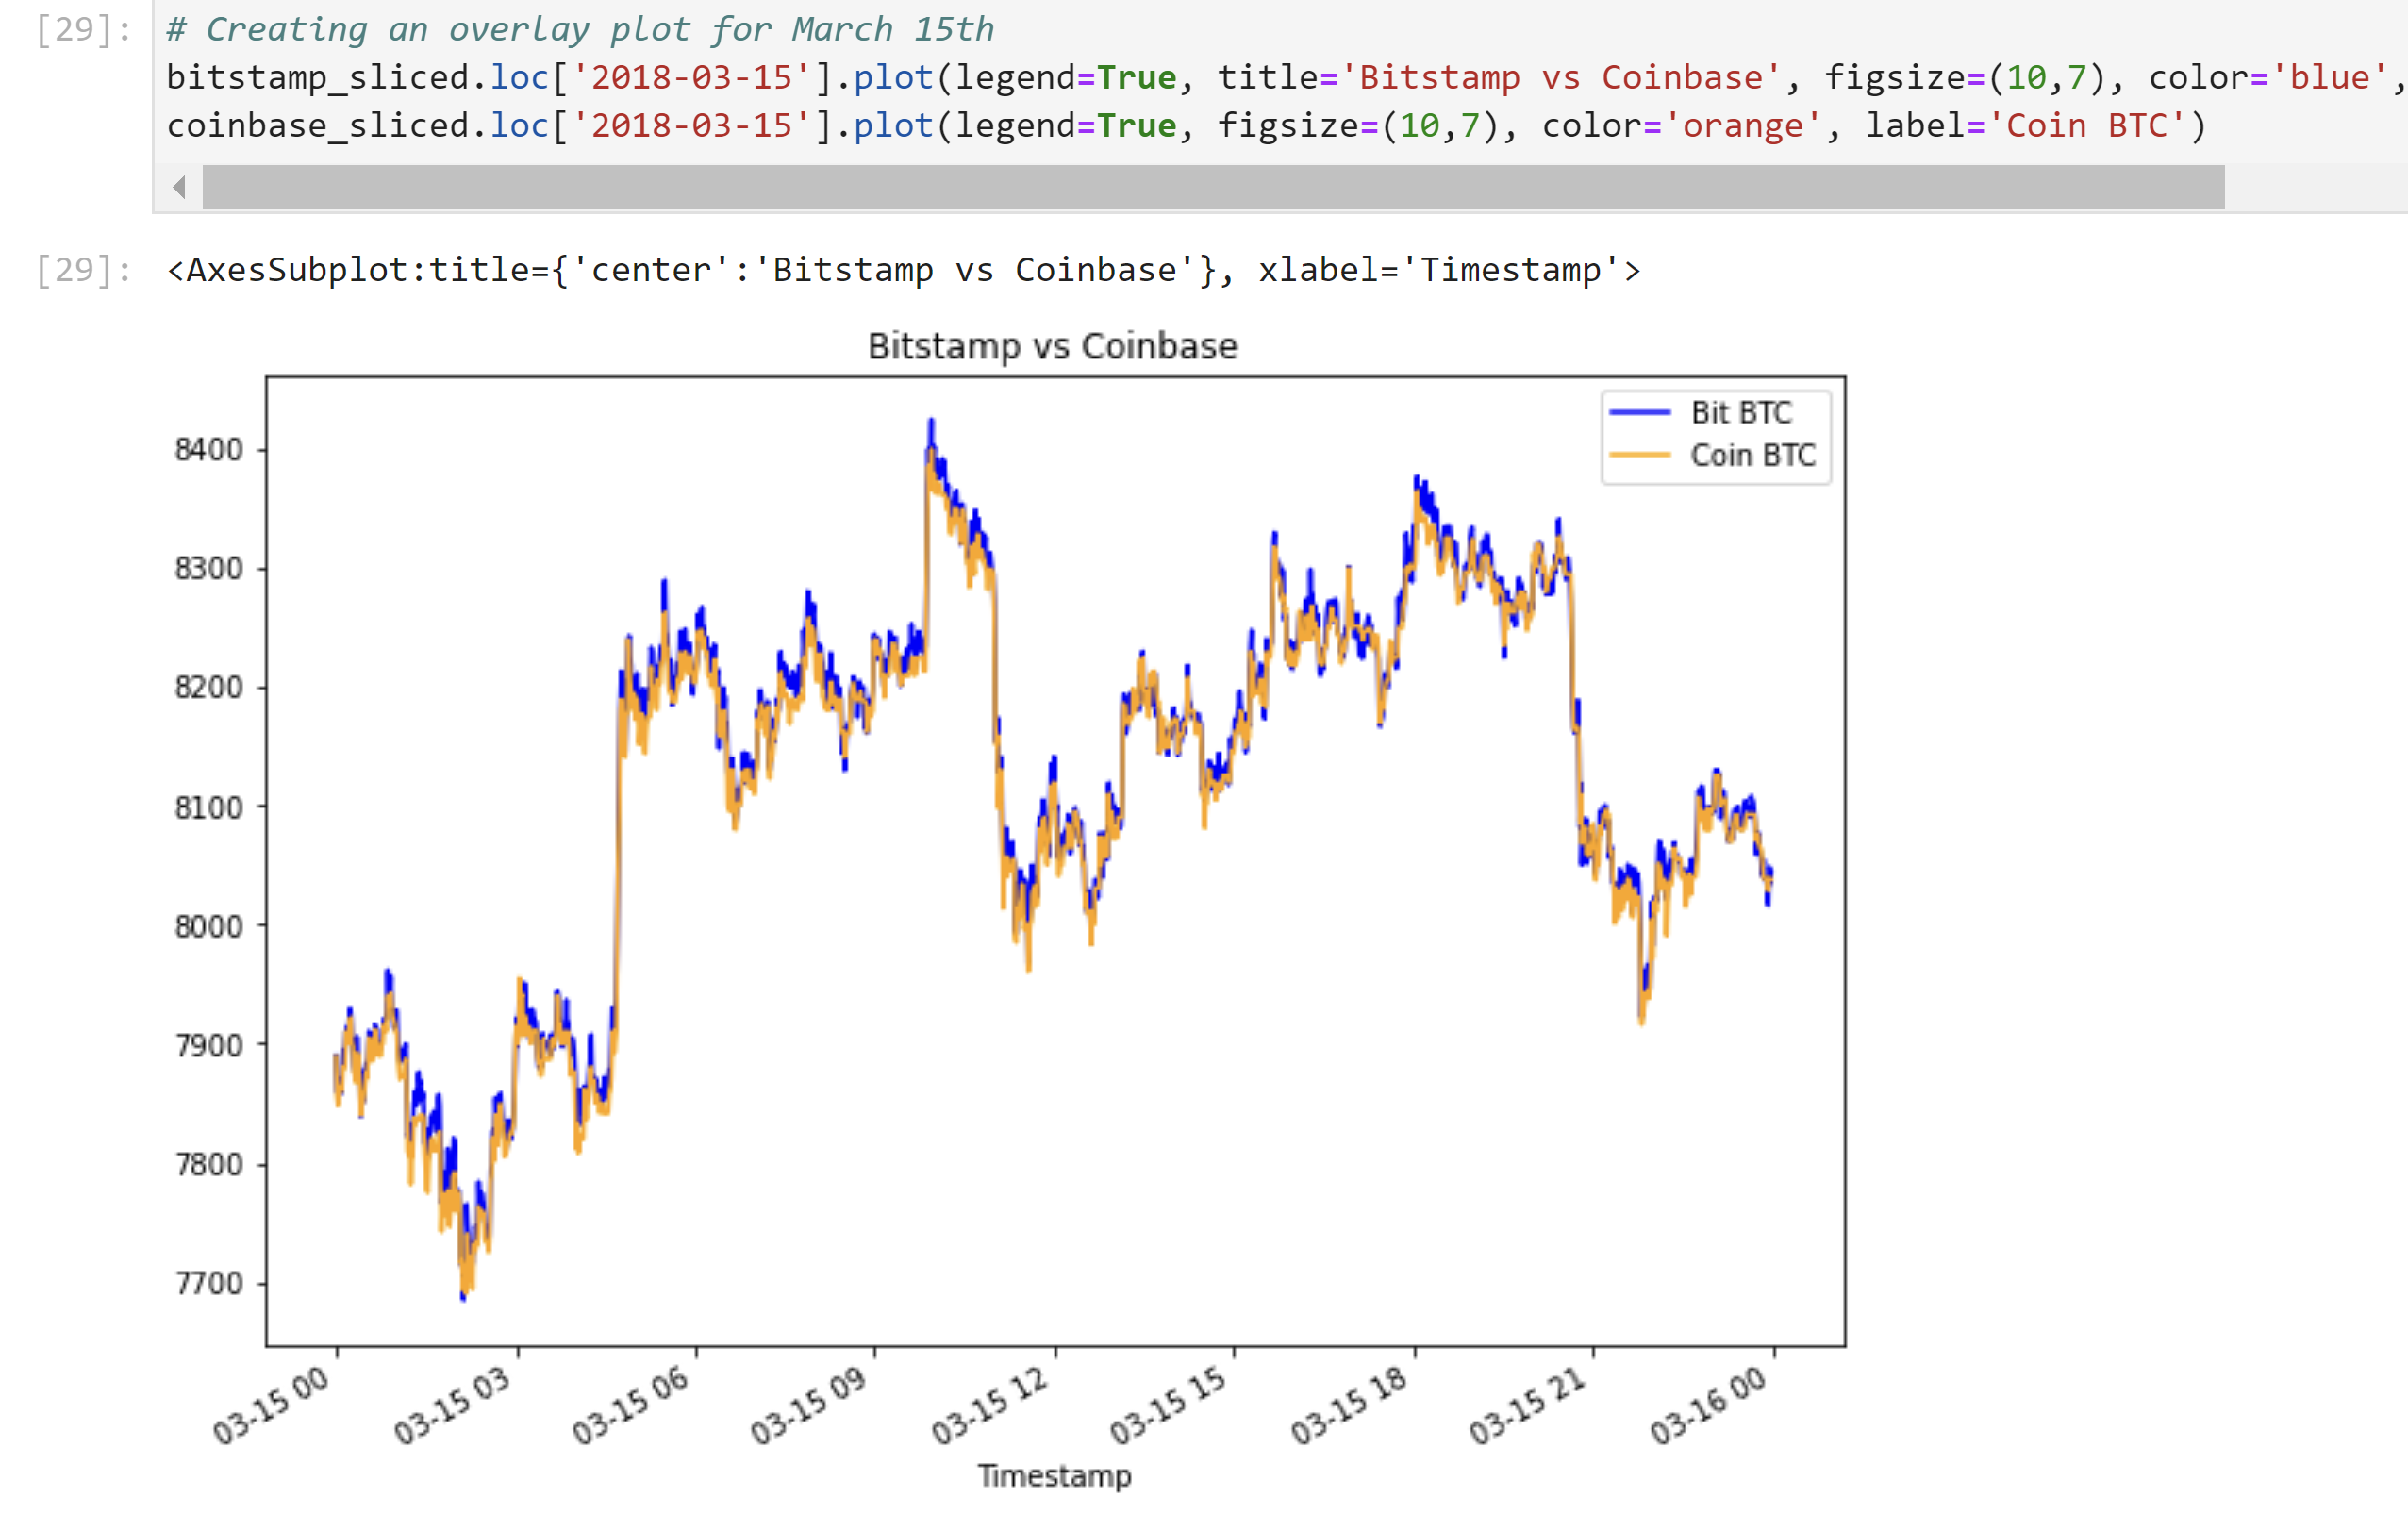 [29]: # Creating an overlay plot for March 15th
bitstamp_sliced.loc['2018-03-15'].plot(legend=True, title='Bitstamp vs Coinbase', figsize=(10,7), color='blue',
coinbase_sliced.loc['2018-03-15'].plot(legend=True, figsize=(10,7), color='orange', label='Coin BTC')
[29]: <AxesSubplot:title={'center':'Bitstamp vs Coinbase'}, xlabel='Timestamp'>
Bitstamp vs Coinbase
Bit BTC
Coin BTC
8400
8300
8200
8100
8000
7900
7800
7700
03-15 00
03-15 03
03-15 06
03-15 09
03-15 12
03-15 15
03-15 18
03-15 21
03-16 00
Timestamp